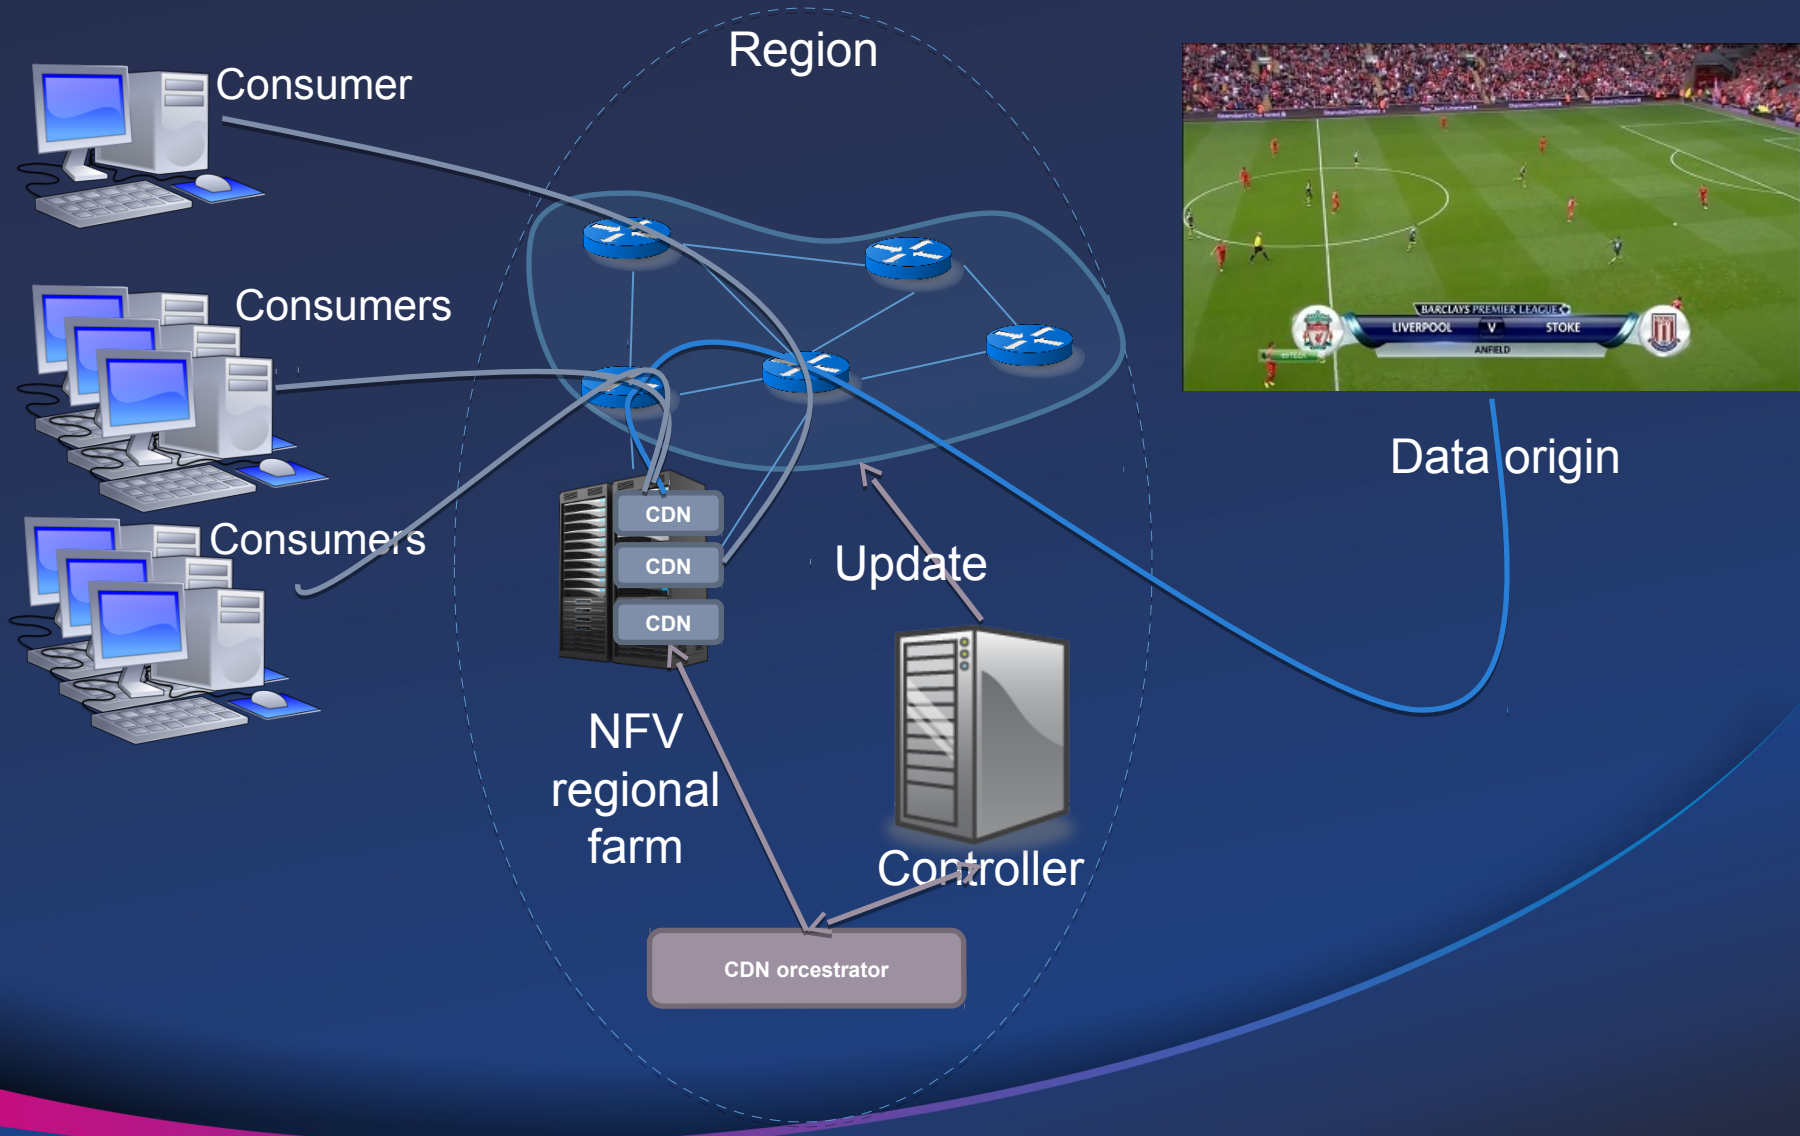 Region
Consumer
Consumers
Consumers
BARCLAYS PREMIER LEAGUE
LIVERPOOL V STOKE
ANFIELD
Data origin
CDN
CDN
CDN
Update
NFV
regional
farm
Controller
CDN orcestrator